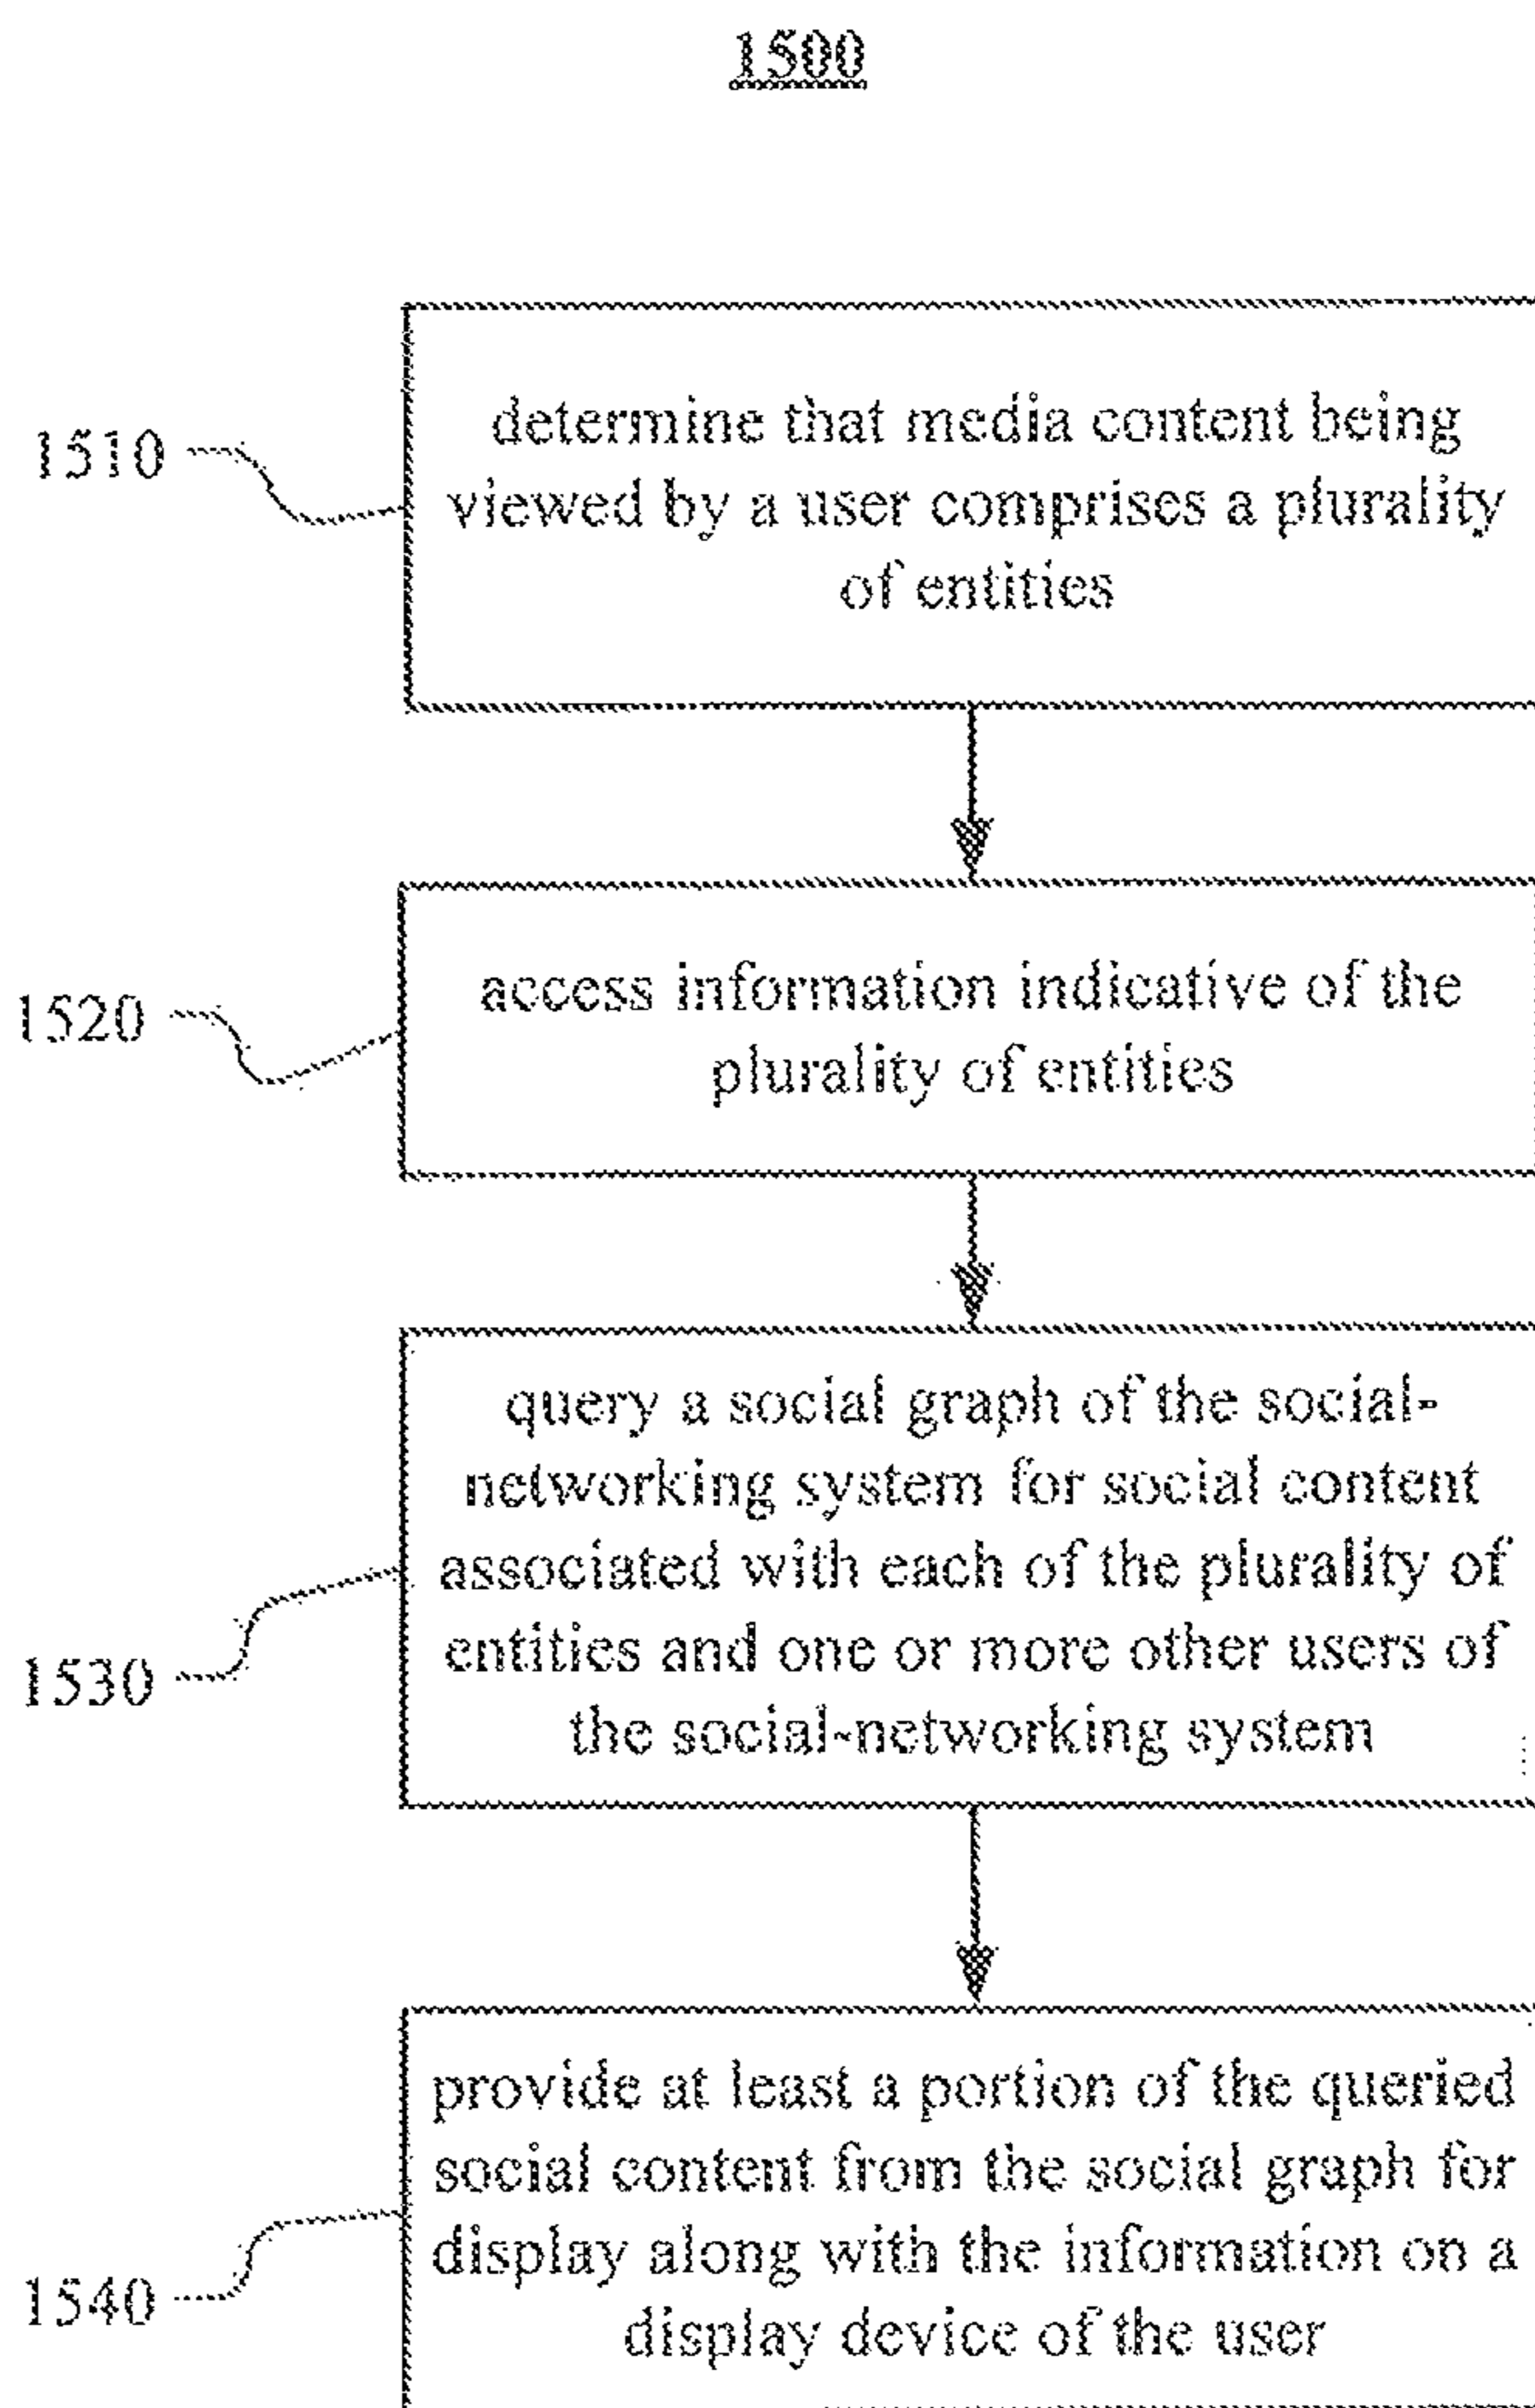 1500
1510
determine that media content being
viewed by a user comprises a plurality
of entities
1520
access information indicative of the
plurality of entities
1530
query a social graph of the social-
networking system for social content
associated with each of the plurality of
entities and one or more other users of
the social-networking system
1540
provide at least a portion of the queried
social content from the social graph for
display along with the information on a
display device of the user